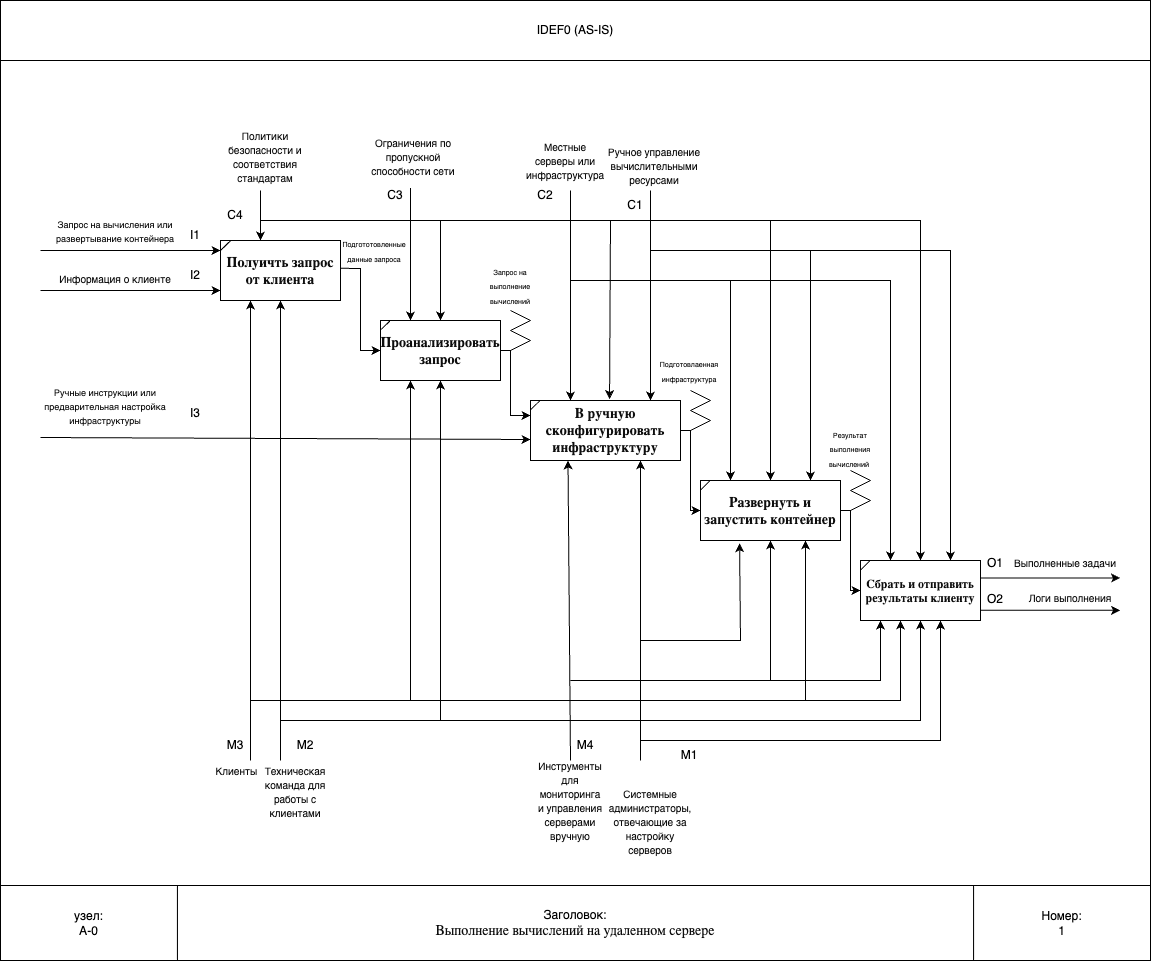 IDEF0 (AS-IS)
Политики
безопасности и
соответствия
стандартам
Ограничения по
пропускной
способности сети
Местные
серверы или
инфраструктура
Ручное управление
вычислительными
ресурсами
C4
C3
C2
C1
Запрос на вычисления или
развертывание контейнера
I1
Информация о клиенте
I2
Полуичть запрос
от клиента
Подгототовленные
данные запроса
Запрос на
выполнение
вычислений
Проанализировать
запрос
Ручные инструкции или
предварительная настройка
инфраструктуры
I3
В ручную
сконфигурировать
инфраструктуру
Подготовлаенная
инфраструктура
Развернуть и
запустить контейнер
Результат
выполнения
вычислений
Сбрать и отправить
результаты клиенту
O1
Выполненные задачи
O2
Логи выполнения
M3
Клиенты
M2
Техническая
команда для
работы с
клиентами
M4
Инструменты
для
мониторинга
и управления
серверами
вручную
M1
Системные
администраторы,
отвечающие за
настройку
серверов
узел:
A-0
Заголовок:
Выполнение вычислений на удаленном сервере
Номер:
1